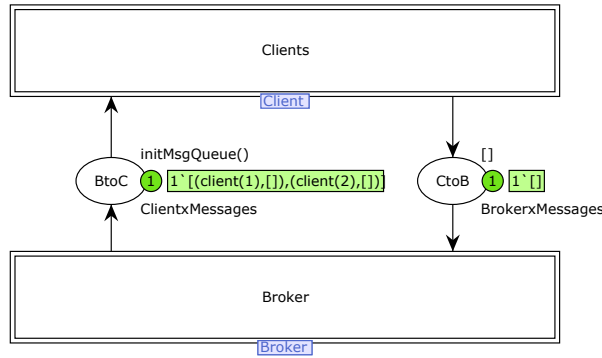 Clients
Client
initMsgQueue()
[]
BtoC
1
1`[(client(1),[]),(client(2),[])]
CtoB
1
1`[]
ClientxMessages
BrokerxMessages
Broker
Broker